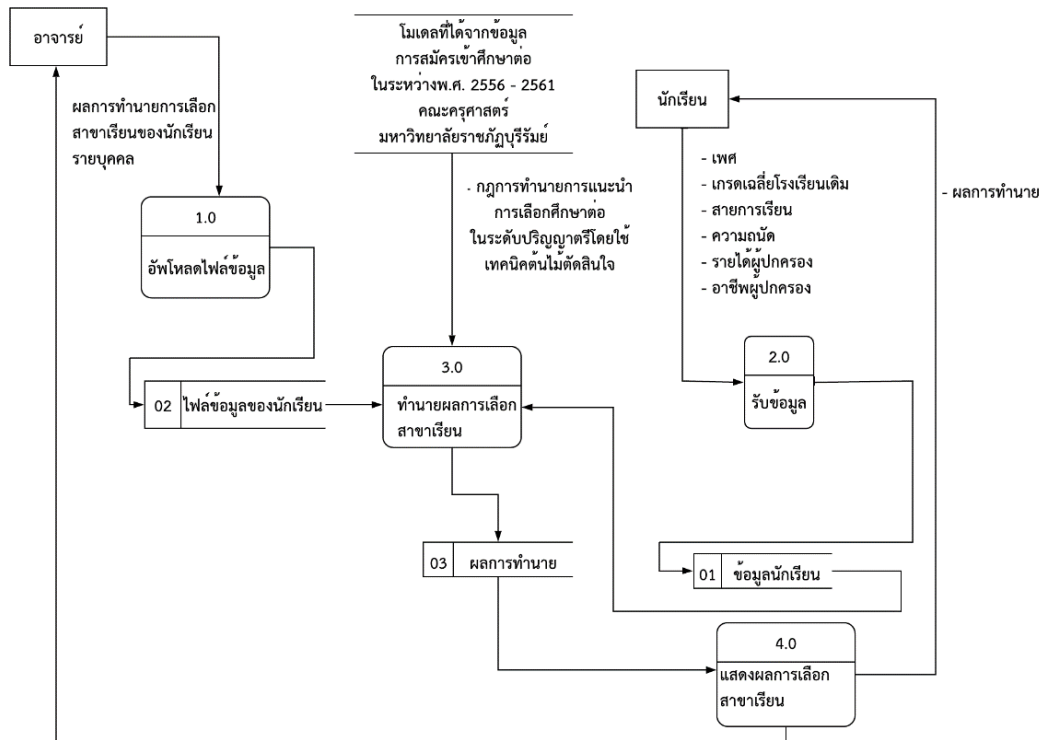 อาจารย์
ผลการทำนายการเลือก
สาขาเรียนของนักเรียน
รายบุคคล
1.0
อัพโหลดไฟล์ข้อมูล
02 ไฟล์ข้อมูลของนักเรียน
โมเดลที่ได้จากข้อมูล
การสมัครเข้าศึกษาต่อ
ในระหว่างพ.ศ. 2556 - 2561
คณะครุศาสตร์
มหาวิทยาลัยราชภัฏบุรีรัมย์
- กฎการทำนายการแนะนำ
การเลือกศึกษาต่อ
ในระดับปริญญาตรีโดยใช้
เทคนิคต้นไม้ตัดสินใจ
3.0
ทำนายผลการเลือก
สาขาเรียน
03 ผลการทำนาย
นักเรียน
- เพศ
- เกรดเฉลี่ยโรงเรียนเดิม
- สายการเรียน
- ความถนัด
- รายได้ผู้ปกครอง
- อาชีพผู้ปกครอง
- ผลการทำนาย
2.0
รับข้อมูล
01 ข้อมูลนักเรียน
4.0
แสดงผลการเลือก
สาขาเรียน